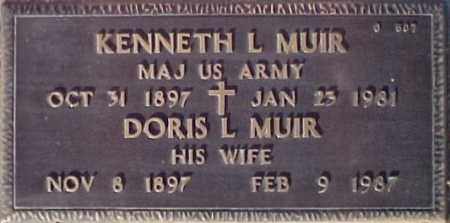 O 607
KENNETH L MUIR
MAJ US ARMY
OCT 31 1897 JAN 23 1981
DORIS L MUIR
HIS WIFE
NOV 8 1897 FEB 9 1987